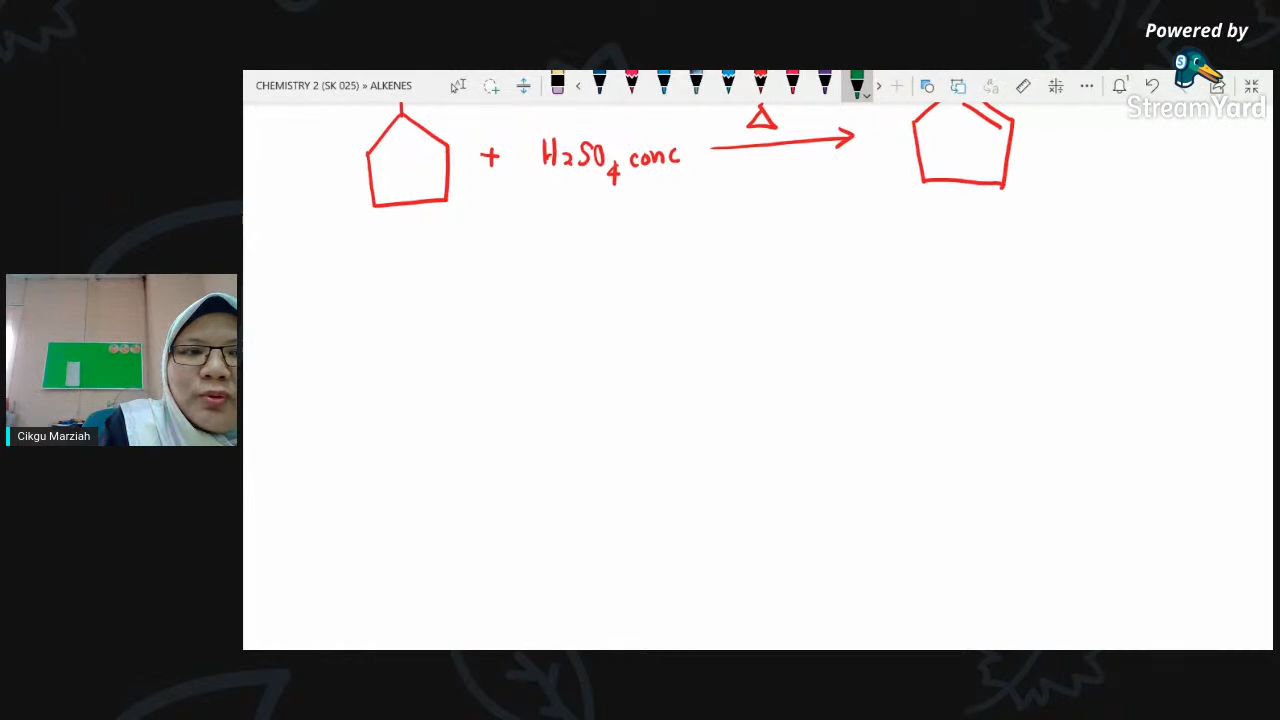 Powered by
StreamYard
CHEMISTRY 2 (SK 025) » ALKENES
+ H₂SO₄ conc △
Cikgu Marziah